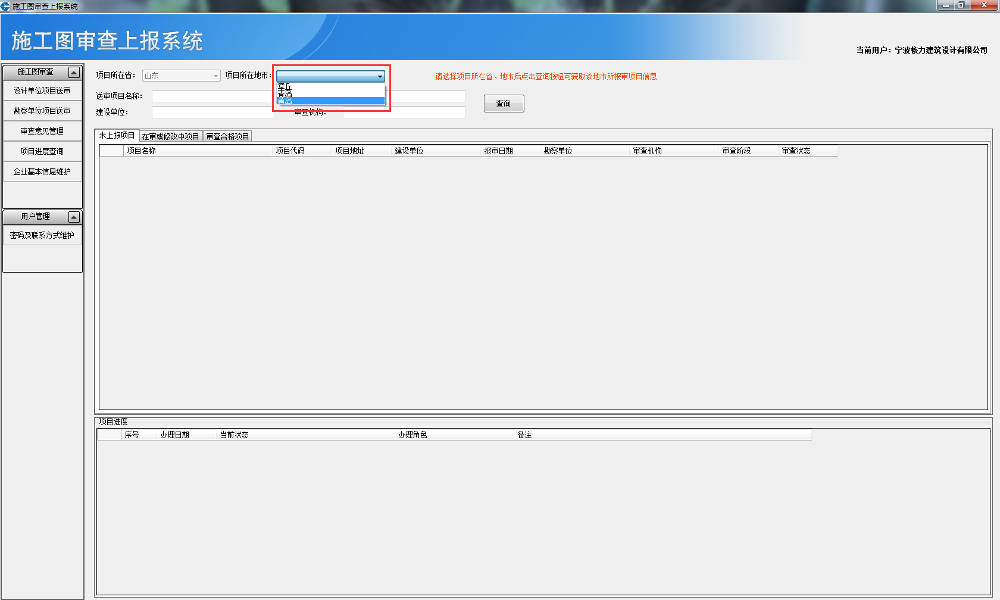 施工图审查上报系统
施工图审查上报系统
当前用户：宁波核力建筑设计有限公司
施工图审查
设计单位项目送审
勘察单位项目送审
审查意见管理
项目进度查询
企业基本信息维护
用户管理
密码及联系方式维护
项目所在省： 山东 项目所在地市： 请选择项目所在省、地市后点击查询按钮可获取该地市所报审项目信息
章丘
青岛
黄岛
送审项目名称：
建设单位： 审查机构：
查询
未上报项目 在审或修改中项目 审查合格项目
项目名称 项目代码 项目地址 建设单位 报审日期 勘察单位 审查机构 审查阶段 审查状态
项目进度
序号 办理日期 当前状态 办理角色 备注